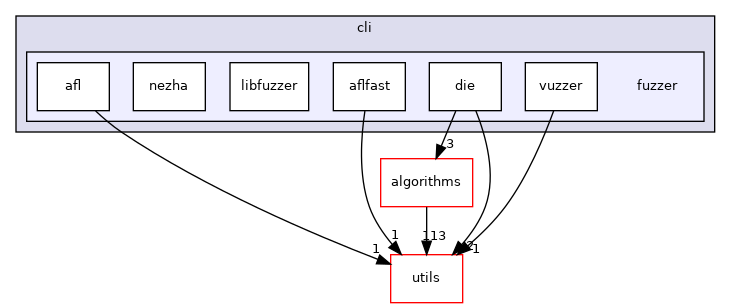 cli
afl nezha libfuzzer aflfast die vuzzer fuzzer
3
algorithms
1 113
1 2 1
utils